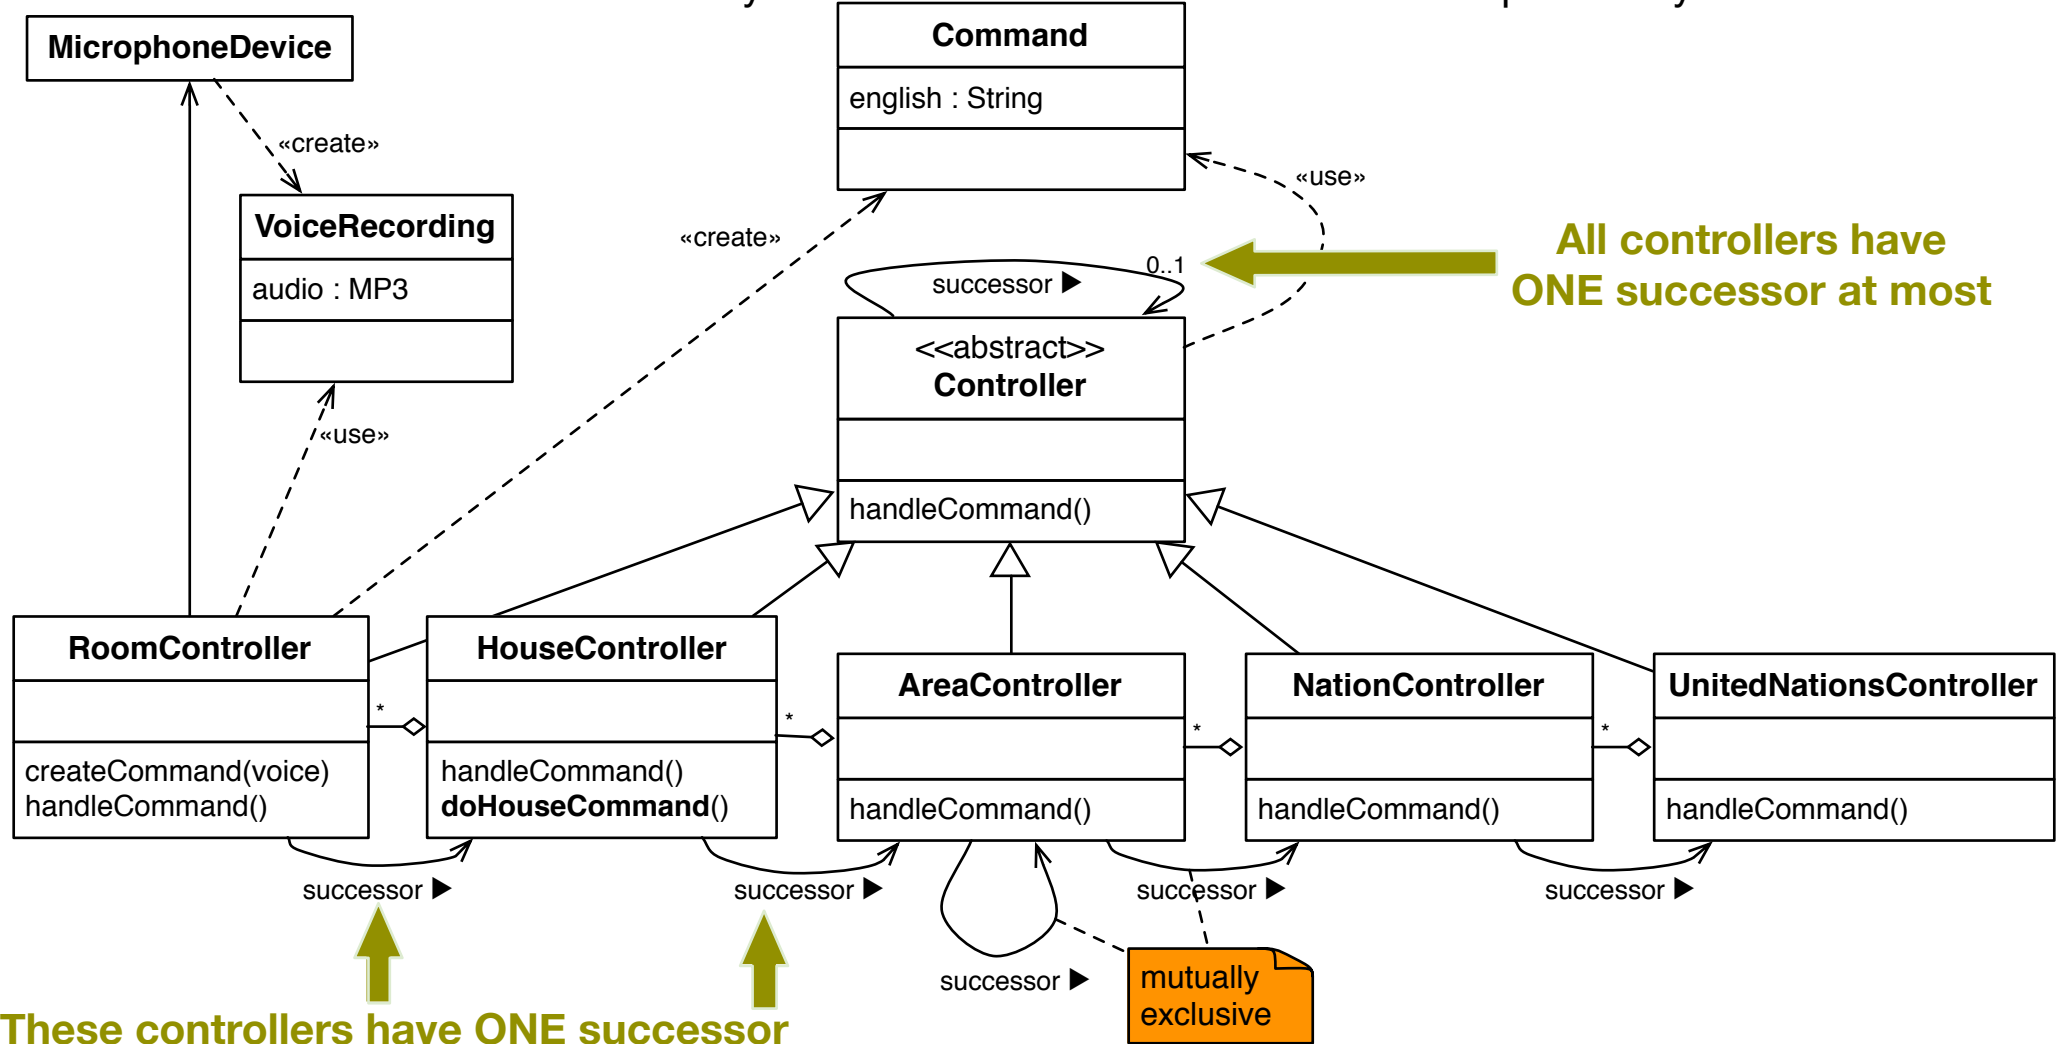 MicrophoneDevice
Command
english : String
«create»
«use»
VoiceRecording
audio : MP3
«create»
All controllers have
ONE successor at most
0..1
successor ▶
<<abstract>>
Controller
«use»
handleCommand()
RoomController
createCommand(voice)
handleCommand()
*
HouseController
handleCommand()
doHouseCommand()
*
AreaController
handleCommand()
*
NationController
handleCommand()
*
UnitedNationsController
handleCommand()
successor ▶
successor ▶
successor ▶
successor ▶
successor ▶
mutually
exclusive
These controllers have ONE successor